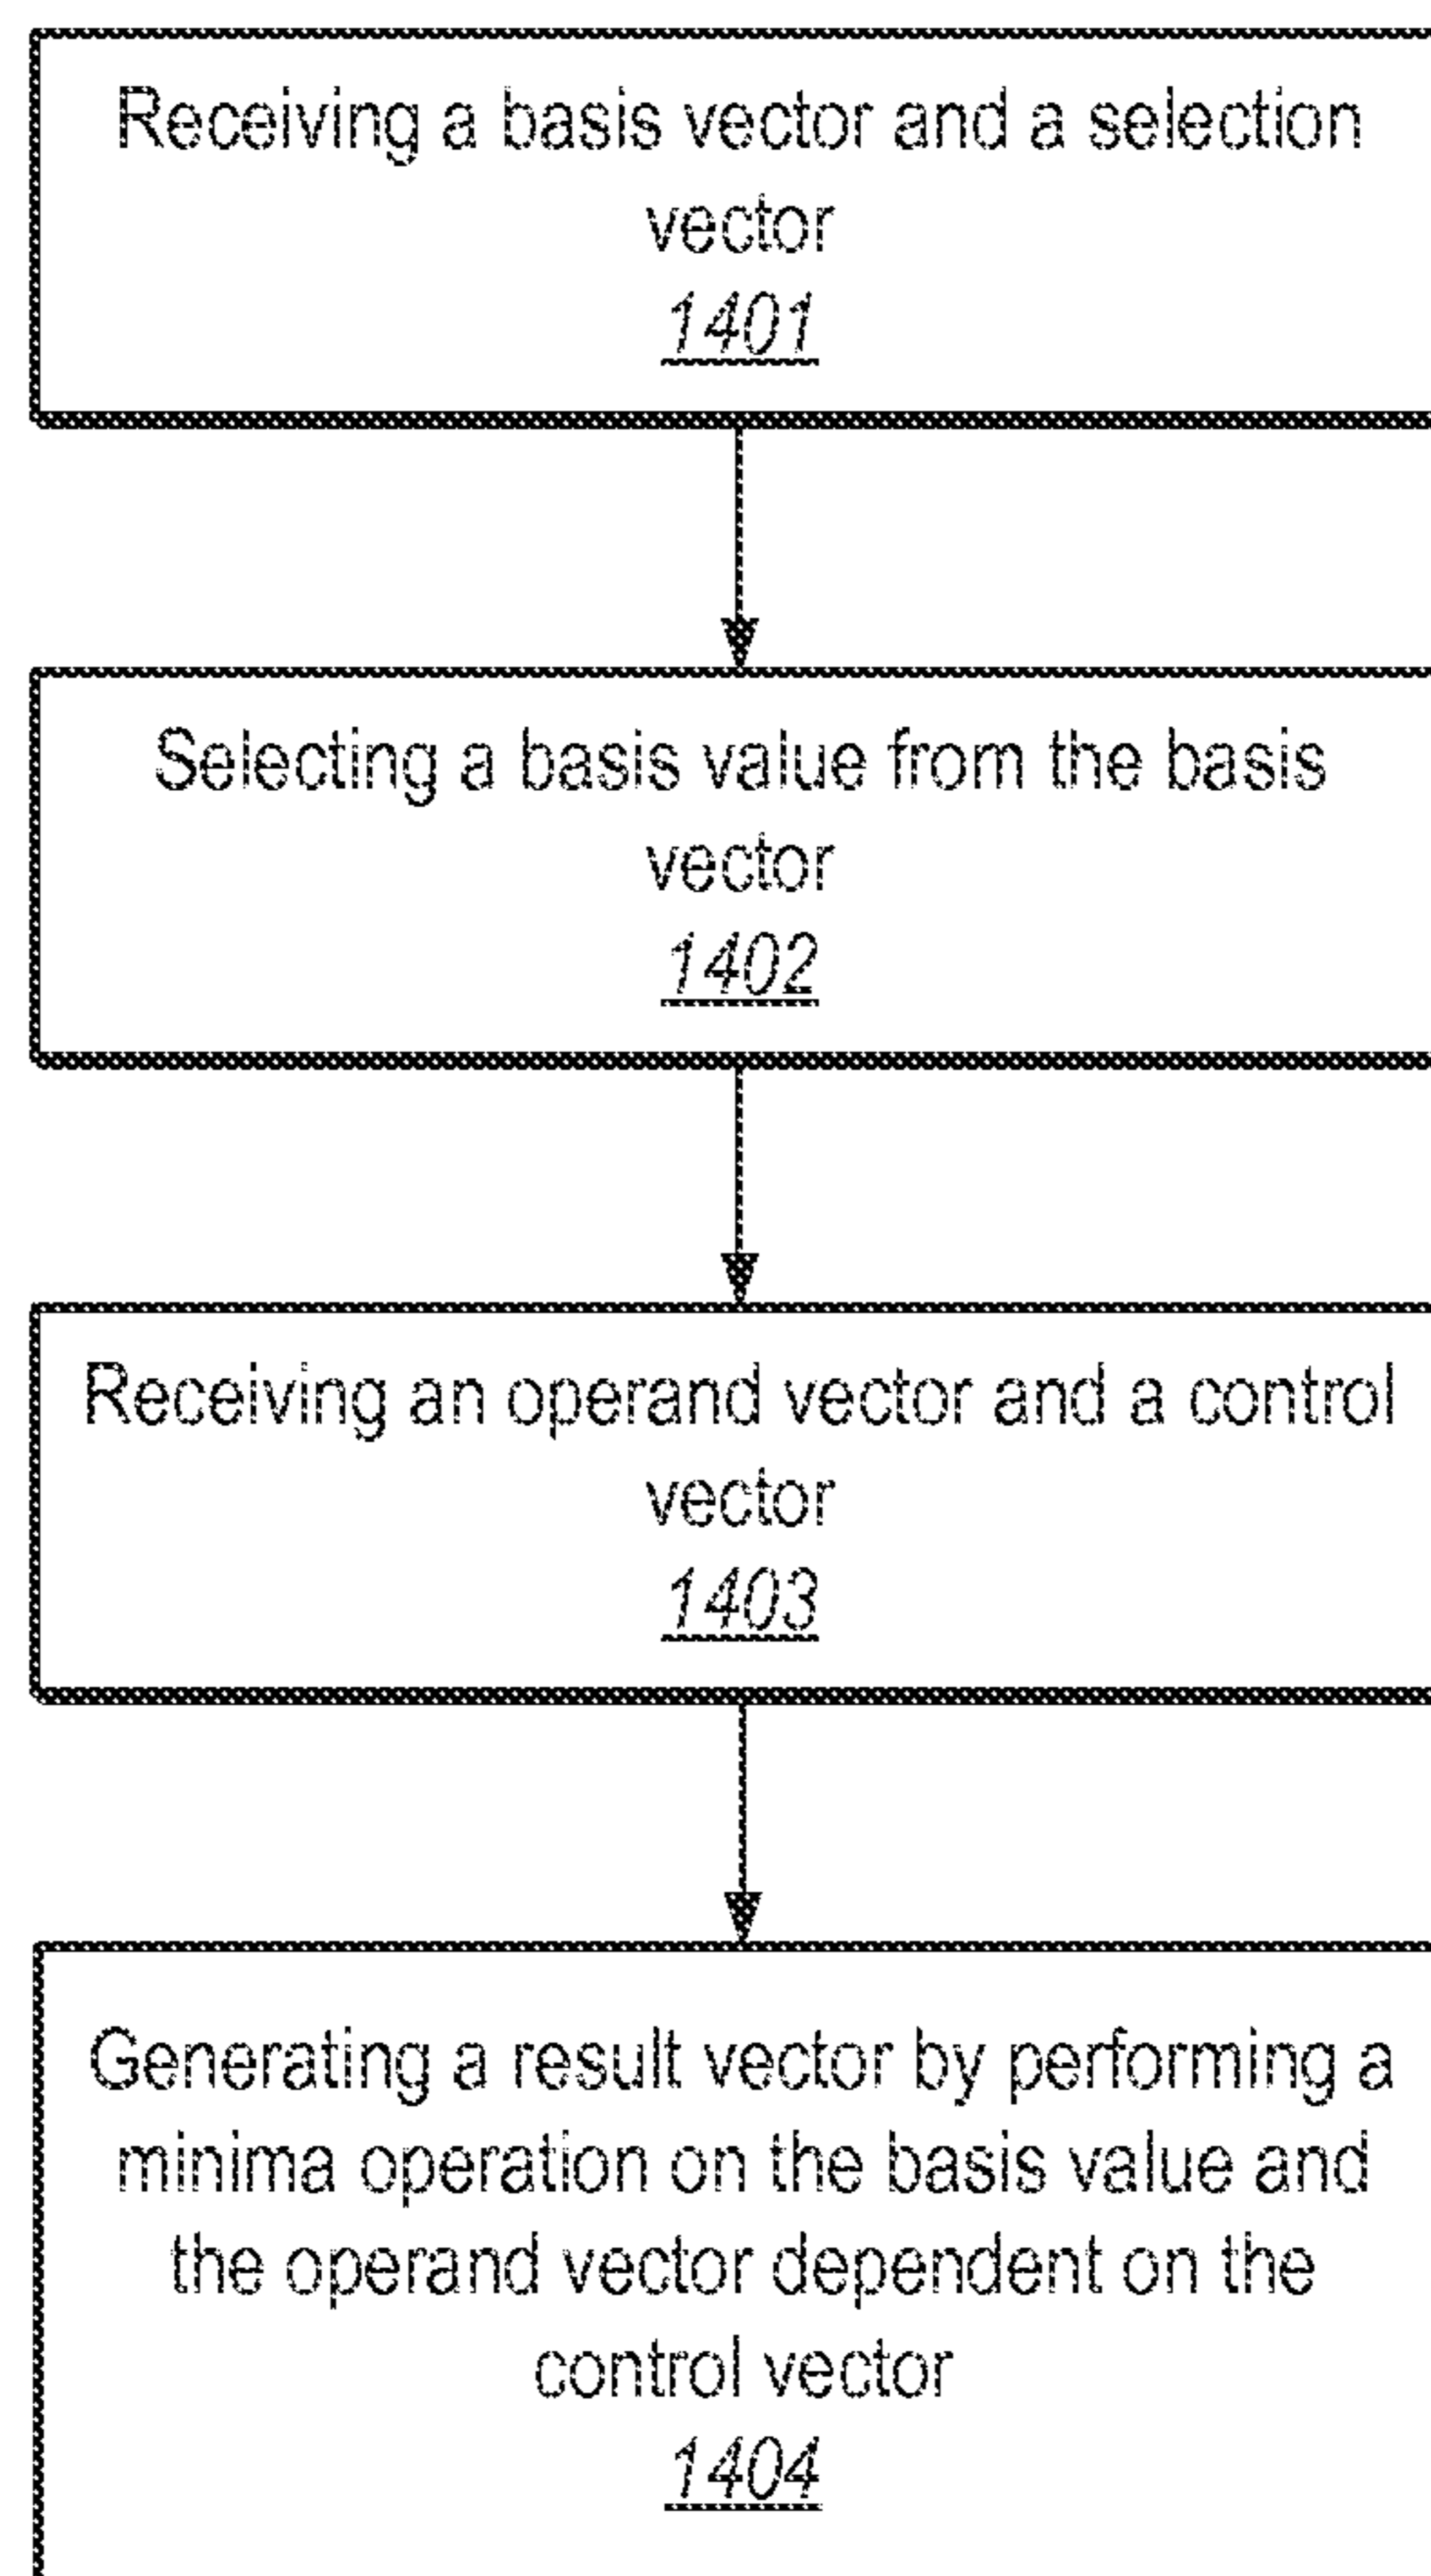 Receiving a basis vector and a selection
vector
1401
Selecting a basis value from the basis
vector
1402
Receiving an operand vector and a control
vector
1403
Generating a result vector by performing a
minima operation on the basis value and
the operand vector dependent on the
control vector
1404